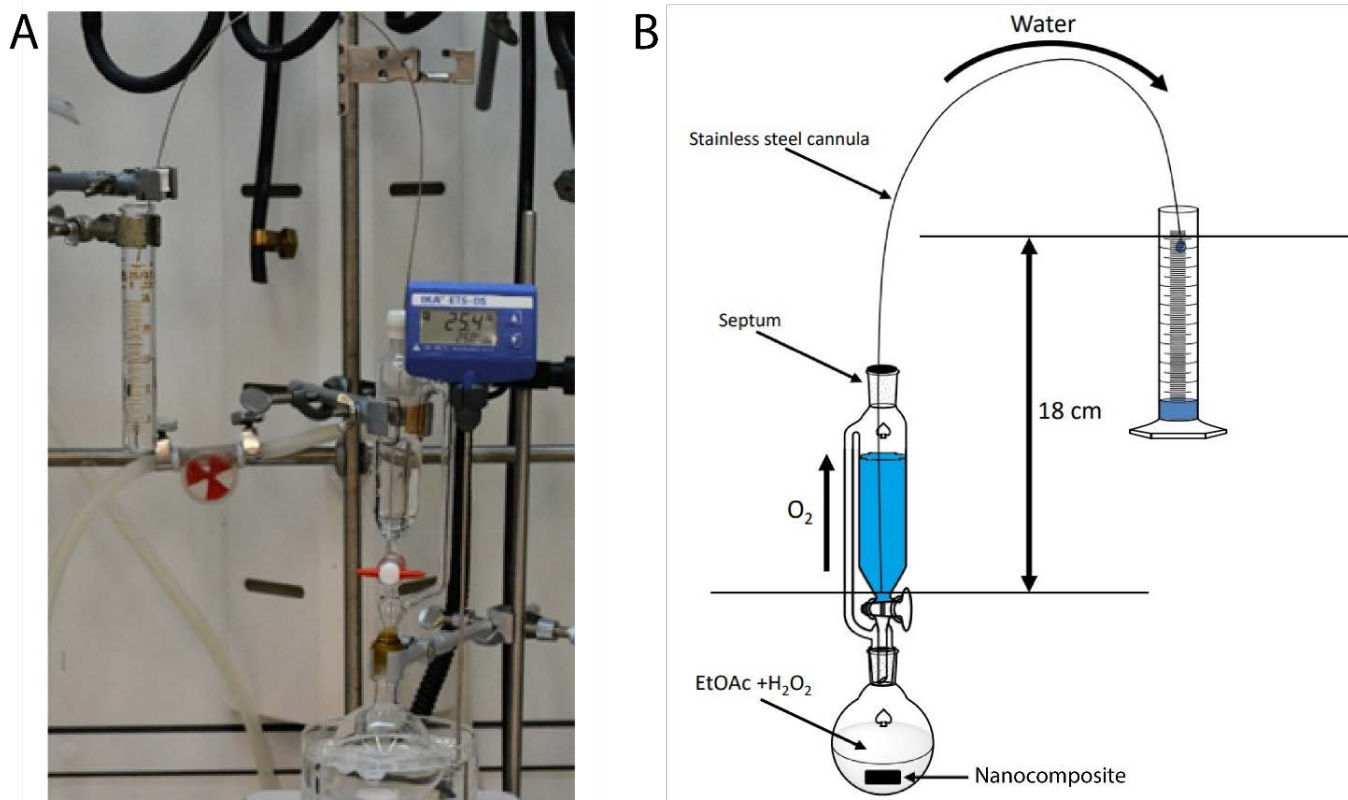 A
IKA® ETS-D5
25.4
B
Water
Stainless steel cannula
Septum
18 cm
O₂
EtOAc +H₂O₂
Nanocomposite